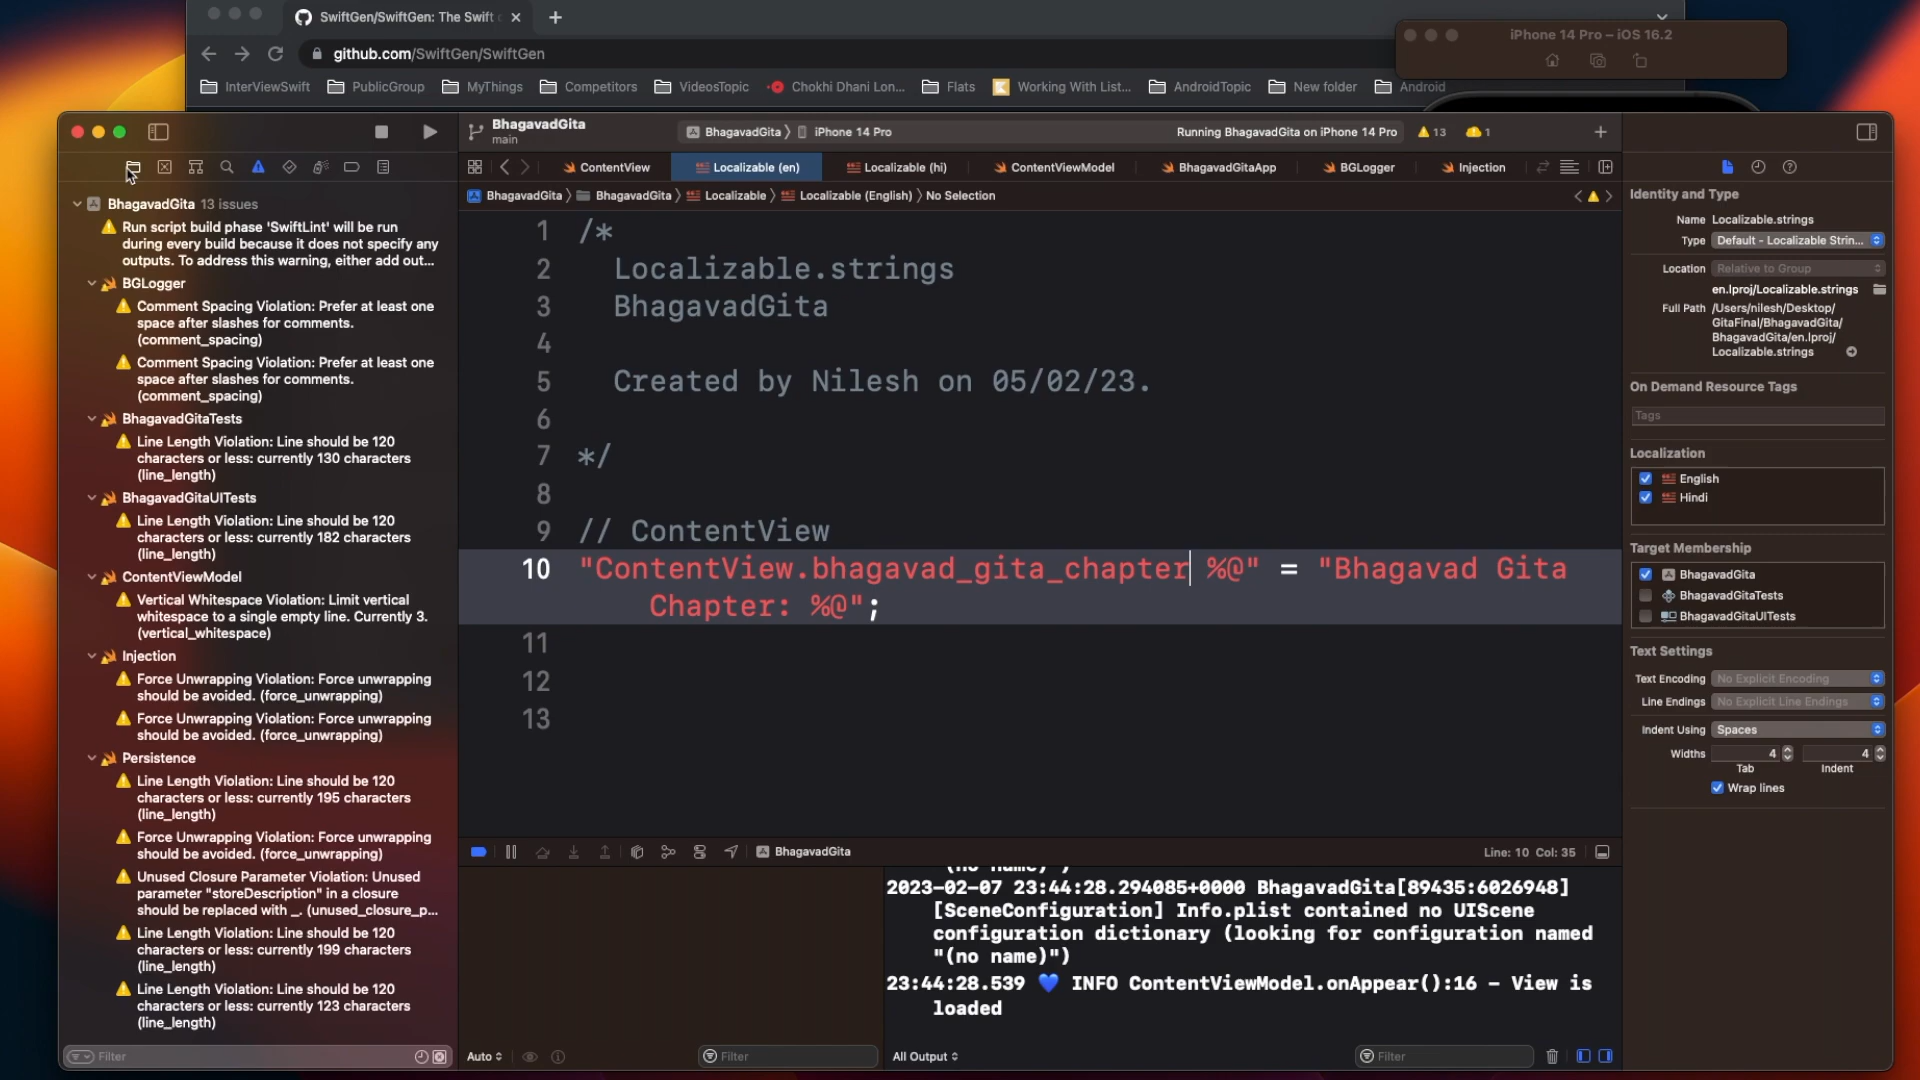 SwiftGen/SwiftGen: The Swift c
github.com/SwiftGen/SwiftGen
iPhone 14 Pro – iOS 16.2
InterViewSwift
PublicGroup
MyThings
Competitors
VideosTopic
Chokhi Dhani Lon...
Flats
Working With List...
AndroidTopic
New folder
Android
BhagavadGita
main
BhagavadGita
iPhone 14 Pro
Running BhagavadGita on iPhone 14 Pro
13
1
ContentView
Localizable (en)
Localizable (hi)
ContentViewModel
BhagavadGitaApp
BGLogger
Injection
BhagavadGita
BhagavadGita
Localizable
Localizable (English)
No Selection
BhagavadGita 13 issues
Run script build phase 'SwiftLint' will be run
during every build because it does not specify any
outputs. To address this warning, either add out...
BGLogger
Comment Spacing Violation: Prefer at least one
space after slashes for comments.
(comment_spacing)
Comment Spacing Violation: Prefer at least one
space after slashes for comments.
(comment_spacing)
BhagavadGitaTests
Line Length Violation: Line should be 120
characters or less: currently 130 characters
(line_length)
BhagavadGitaUITests
Line Length Violation: Line should be 120
characters or less: currently 182 characters
(line_length)
ContentViewModel
Vertical Whitespace Violation: Limit vertical
whitespace to a single empty line. Currently 3.
(vertical_whitespace)
Injection
Force Unwrapping Violation: Force unwrapping
should be avoided. (force_unwrapping)
Force Unwrapping Violation: Force unwrapping
should be avoided. (force_unwrapping)
Persistence
Line Length Violation: Line should be 120
characters or less: currently 195 characters
(line_length)
Force Unwrapping Violation: Force unwrapping
should be avoided. (force_unwrapping)
Unused Closure Parameter Violation: Unused
parameter "storeDescription" in a closure
should be replaced with _. (unused_closure_p...
Line Length Violation: Line should be 120
characters or less: currently 199 characters
(line_length)
Line Length Violation: Line should be 120
characters or less: currently 123 characters
(line_length)
Filter
1 /*
2 Localizable.strings
3 BhagavadGita
4
5 Created by Nilesh on 05/02/23.
6
7 */
8
9 // ContentView
10 "ContentView.bhagavad_gita_chapter %@" = "Bhagavad Gita
Chapter: %@";
11
12
13
BhagavadGita
Line: 10 Col: 35
(no name)")
2023-02-07 23:44:28.294085+0000 BhagavadGita[89435:6026948]
[SceneConfiguration] Info.plist contained no UIScene
configuration dictionary (looking for configuration named
"(no name)")
23:44:28.539 💙 INFO ContentViewModel.onAppear():16 - View is
loaded
Auto
Filter
All Output
Filter
Identity and Type
Name Localizable.strings
Type Default - Localizable Strin...
Location Relative to Group
en.lproj/Localizable.strings
Full Path /Users/nilesh/Desktop/
GitaFinal/BhagavadGita/
BhagavadGita/en.lproj/
Localizable.strings
On Demand Resource Tags
Tags
Localization
English
Hindi
Target Membership
BhagavadGita
BhagavadGitaTests
BhagavadGitaUITests
Text Settings
Text Encoding No Explicit Encoding
Line Endings No Explicit Line Endings
Indent Using Spaces
Widths 4 4
Tab Indent
Wrap lines